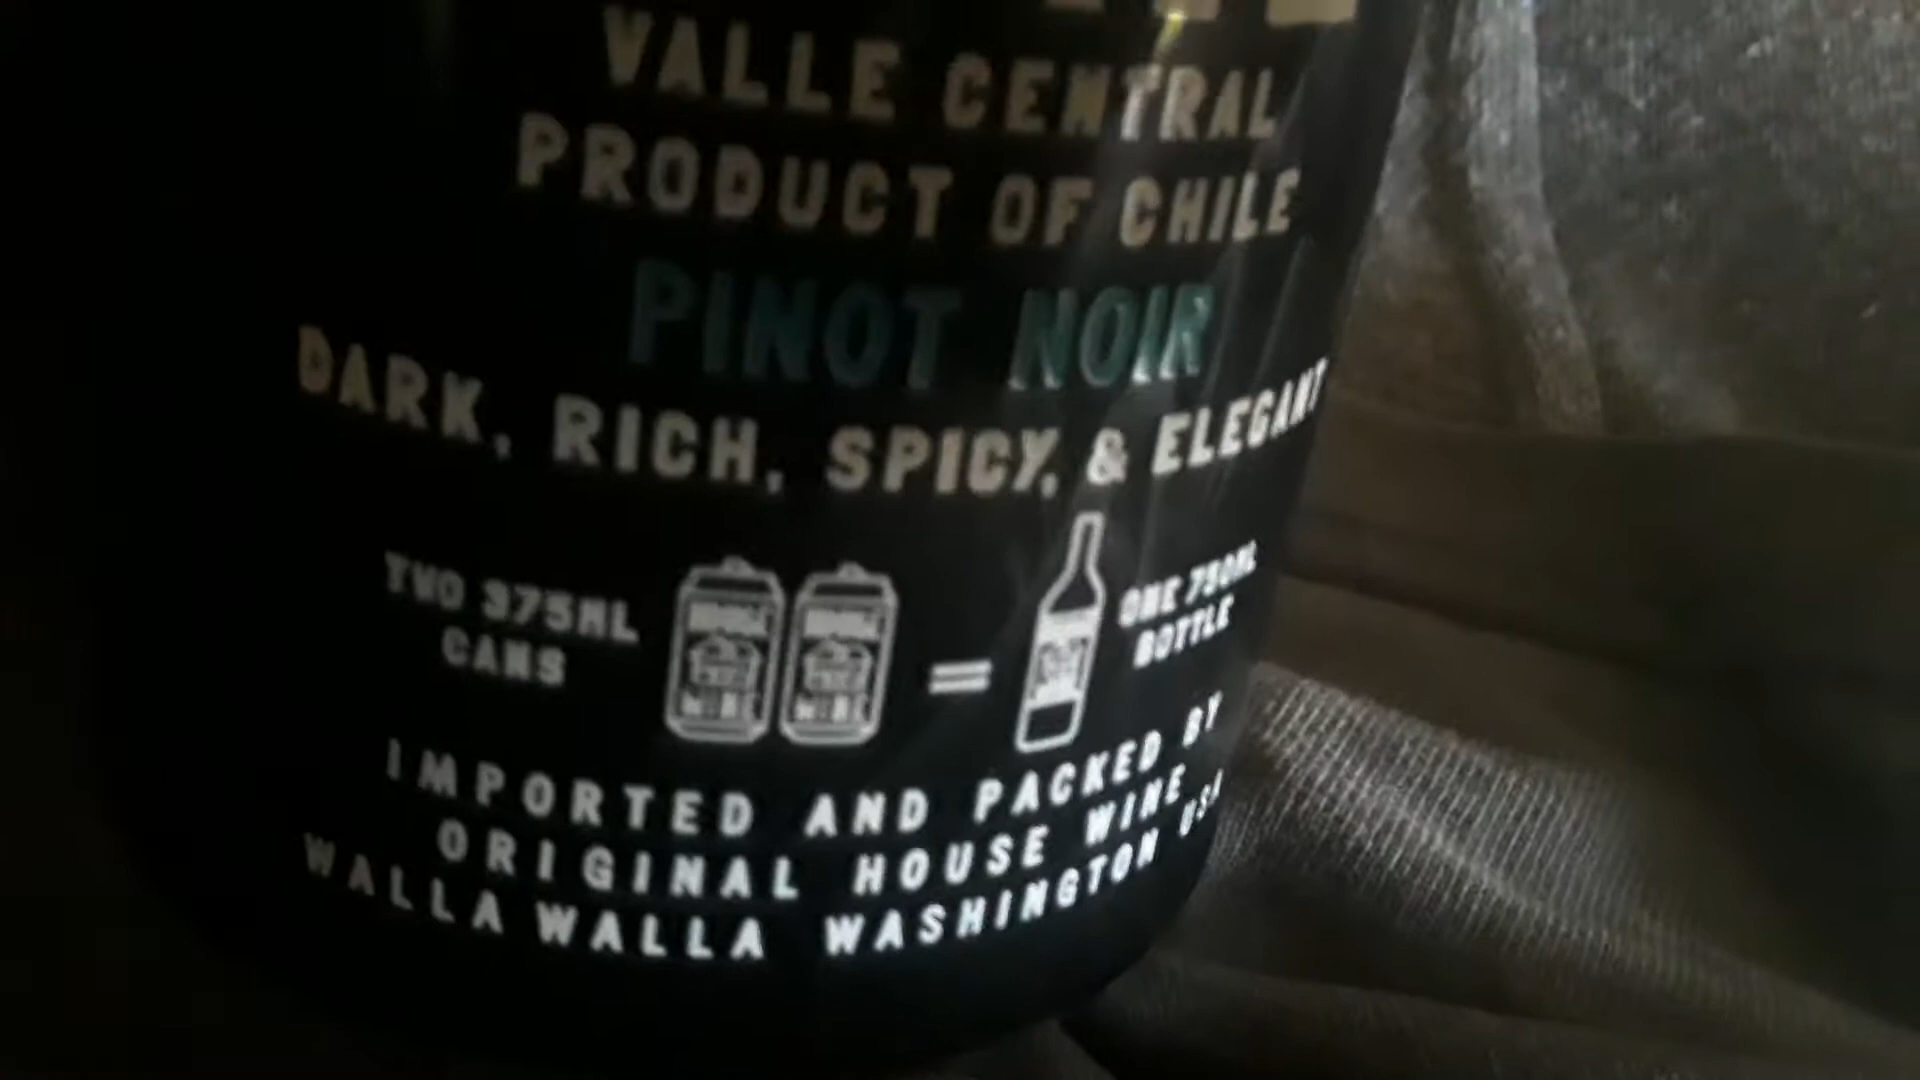 VALLE CENTRAL
PRODUCT OF CHILE
PINOT NOIR
DARK, RICH, SPICY, & ELEGANT
TWO 375ML
CANS
=
ONE 750ML
BOTTLE
IMPORTED AND PACKED BY
ORIGINAL HOUSE WINE
WALLA WALLA WASHINGTON USA